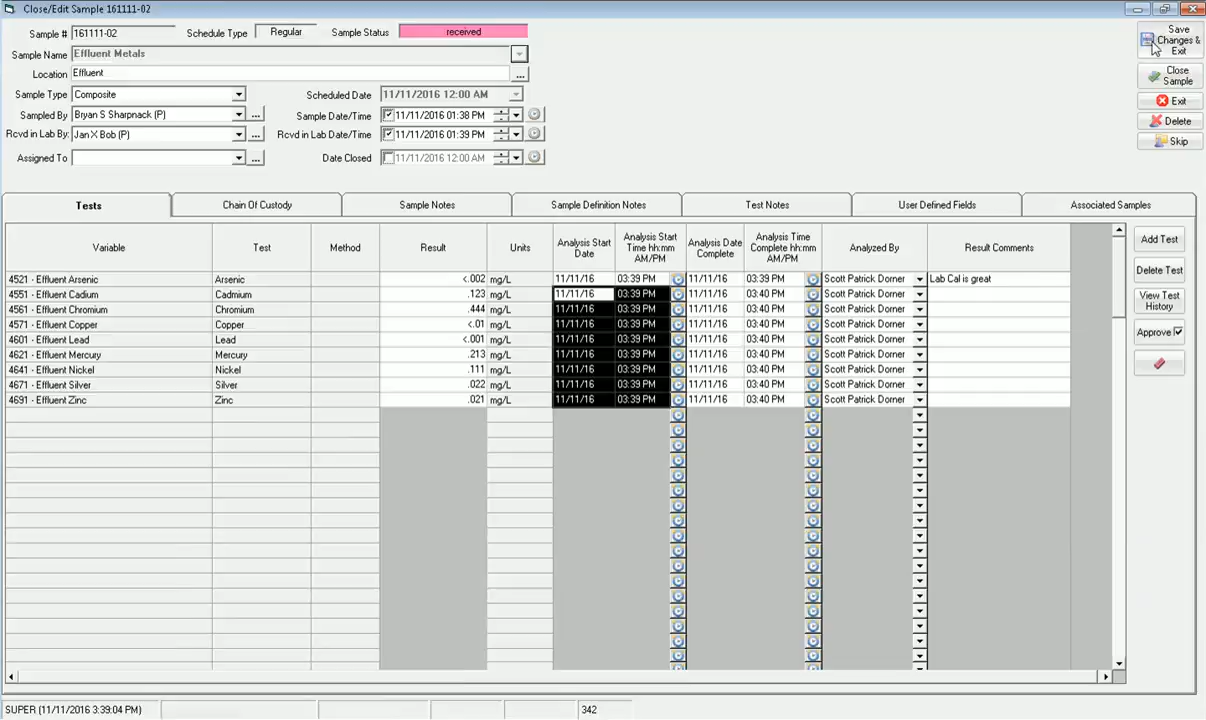 Close/Edit Sample 161111-02
Sample # 161111-02 Schedule Type Regular Sample Status received
Sample Name Effluent Metals
Location Effluent ...
Sample Type Composite Scheduled Date 11/11/2016 12:00 AM
Sampled By Bryan S Sharpnack (P) ... Sample Date/Time 11/11/2016 01:38 PM
Rcvd in Lab By: Jan X Bob (P) ... Rcvd in Lab Date/Time 11/11/2016 01:39 PM
Assigned To ... Date Closed 11/11/2016 12:00 AM
Save
Changes &
Exit
Close
Sample
Exit
Delete
Skip
Tests Chain Of Custody Sample Notes Sample Definition Notes Test Notes User Defined Fields Associated Samples
Variable Test Method Result Units Analysis Start Date Analysis Start Time hh:mm AM/PM Analysis Date Complete Analysis Time Complete hh:mm AM/PM Analyzed By Result Comments
4521 - Effluent Arsenic Arsenic <.002 mg/L 11/11/16 03:39 PM 11/11/16 03:39 PM Scott Patrick Dorner Lab Cal is great
4551 - Effluent Cadium Cadmium .123 mg/L 11/11/16 03:39 PM 11/11/16 03:40 PM Scott Patrick Dorner
4561 - Effluent Chromium Chromium .444 mg/L 11/11/16 03:39 PM 11/11/16 03:40 PM Scott Patrick Dorner
4571 - Effluent Copper Copper <.01 mg/L 11/11/16 03:39 PM 11/11/16 03:40 PM Scott Patrick Dorner
4601 - Effluent Lead Lead <.001 mg/L 11/11/16 03:39 PM 11/11/16 03:40 PM Scott Patrick Dorner
4621 - Effluent Mercury Mercury .213 mg/L 11/11/16 03:39 PM 11/11/16 03:40 PM Scott Patrick Dorner
4641 - Effluent Nickel Nickel .111 mg/L 11/11/16 03:39 PM 11/11/16 03:40 PM Scott Patrick Dorner
4671 - Effluent Silver Silver .022 mg/L 11/11/16 03:39 PM 11/11/16 03:40 PM Scott Patrick Dorner
4691 - Effluent Zinc Zinc .021 mg/L 11/11/16 03:39 PM 11/11/16 03:40 PM Scott Patrick Dorner
Add Test
Delete Test
View Test
History
Approve
SUPER (11/11/2016 3:39:04 PM) 342